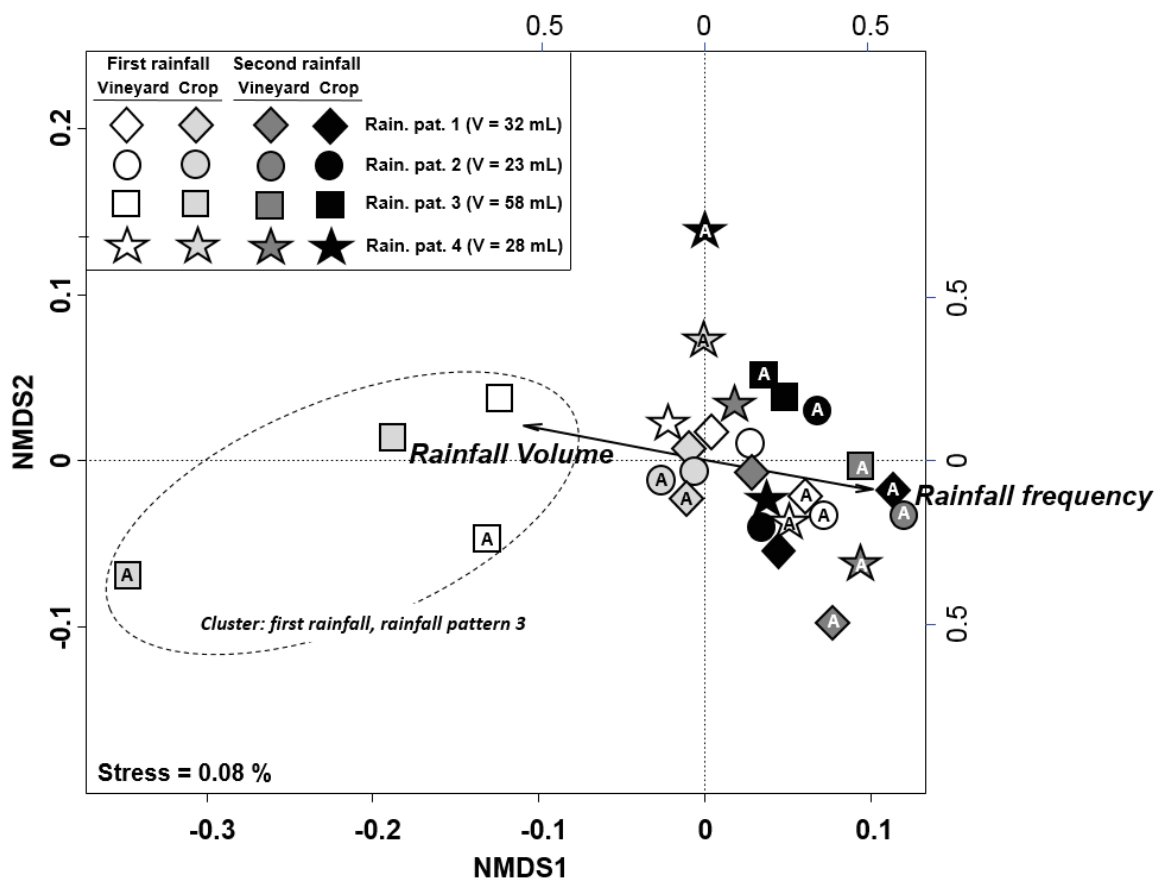 0.5 0 0.5
First rainfall Second rainfall
Vineyard Crop Vineyard Crop
Rain. pat. 1 (V = 32 mL)
Rain. pat. 2 (V = 23 mL)
Rain. pat. 3 (V = 58 mL)
Rain. pat. 4 (V = 28 mL)
0.2
0.1
0
-0.1
NMDS2
0.5
0
0.5
A
A
A
A
Rainfall Volume
A
A
A
A
A
A
A
Rainfall frequency
A
A
A
A
A
A
Cluster: first rainfall, rainfall pattern 3
Stress = 0.08 %
-0.3 -0.2 -0.1 0 0.1
NMDS1